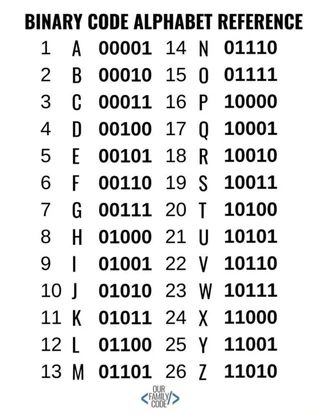 BINARY CODE ALPHABET REFERENCE
1 A 00001 14 N 01110
2 B 00010 15 O 01111
3 C 00011 16 P 10000
4 D 00100 17 Q 10001
5 E 00101 18 R 10010
6 F 00110 19 S 10011
7 G 00111 20 T 10100
8 H 01000 21 U 10101
9 I 01001 22 V 10110
10 J 01010 23 W 10111
11 K 01011 24 X 11000
12 L 01100 25 Y 11001
13 M 01101 26 Z 11010
OUR
FAMILY
CODE